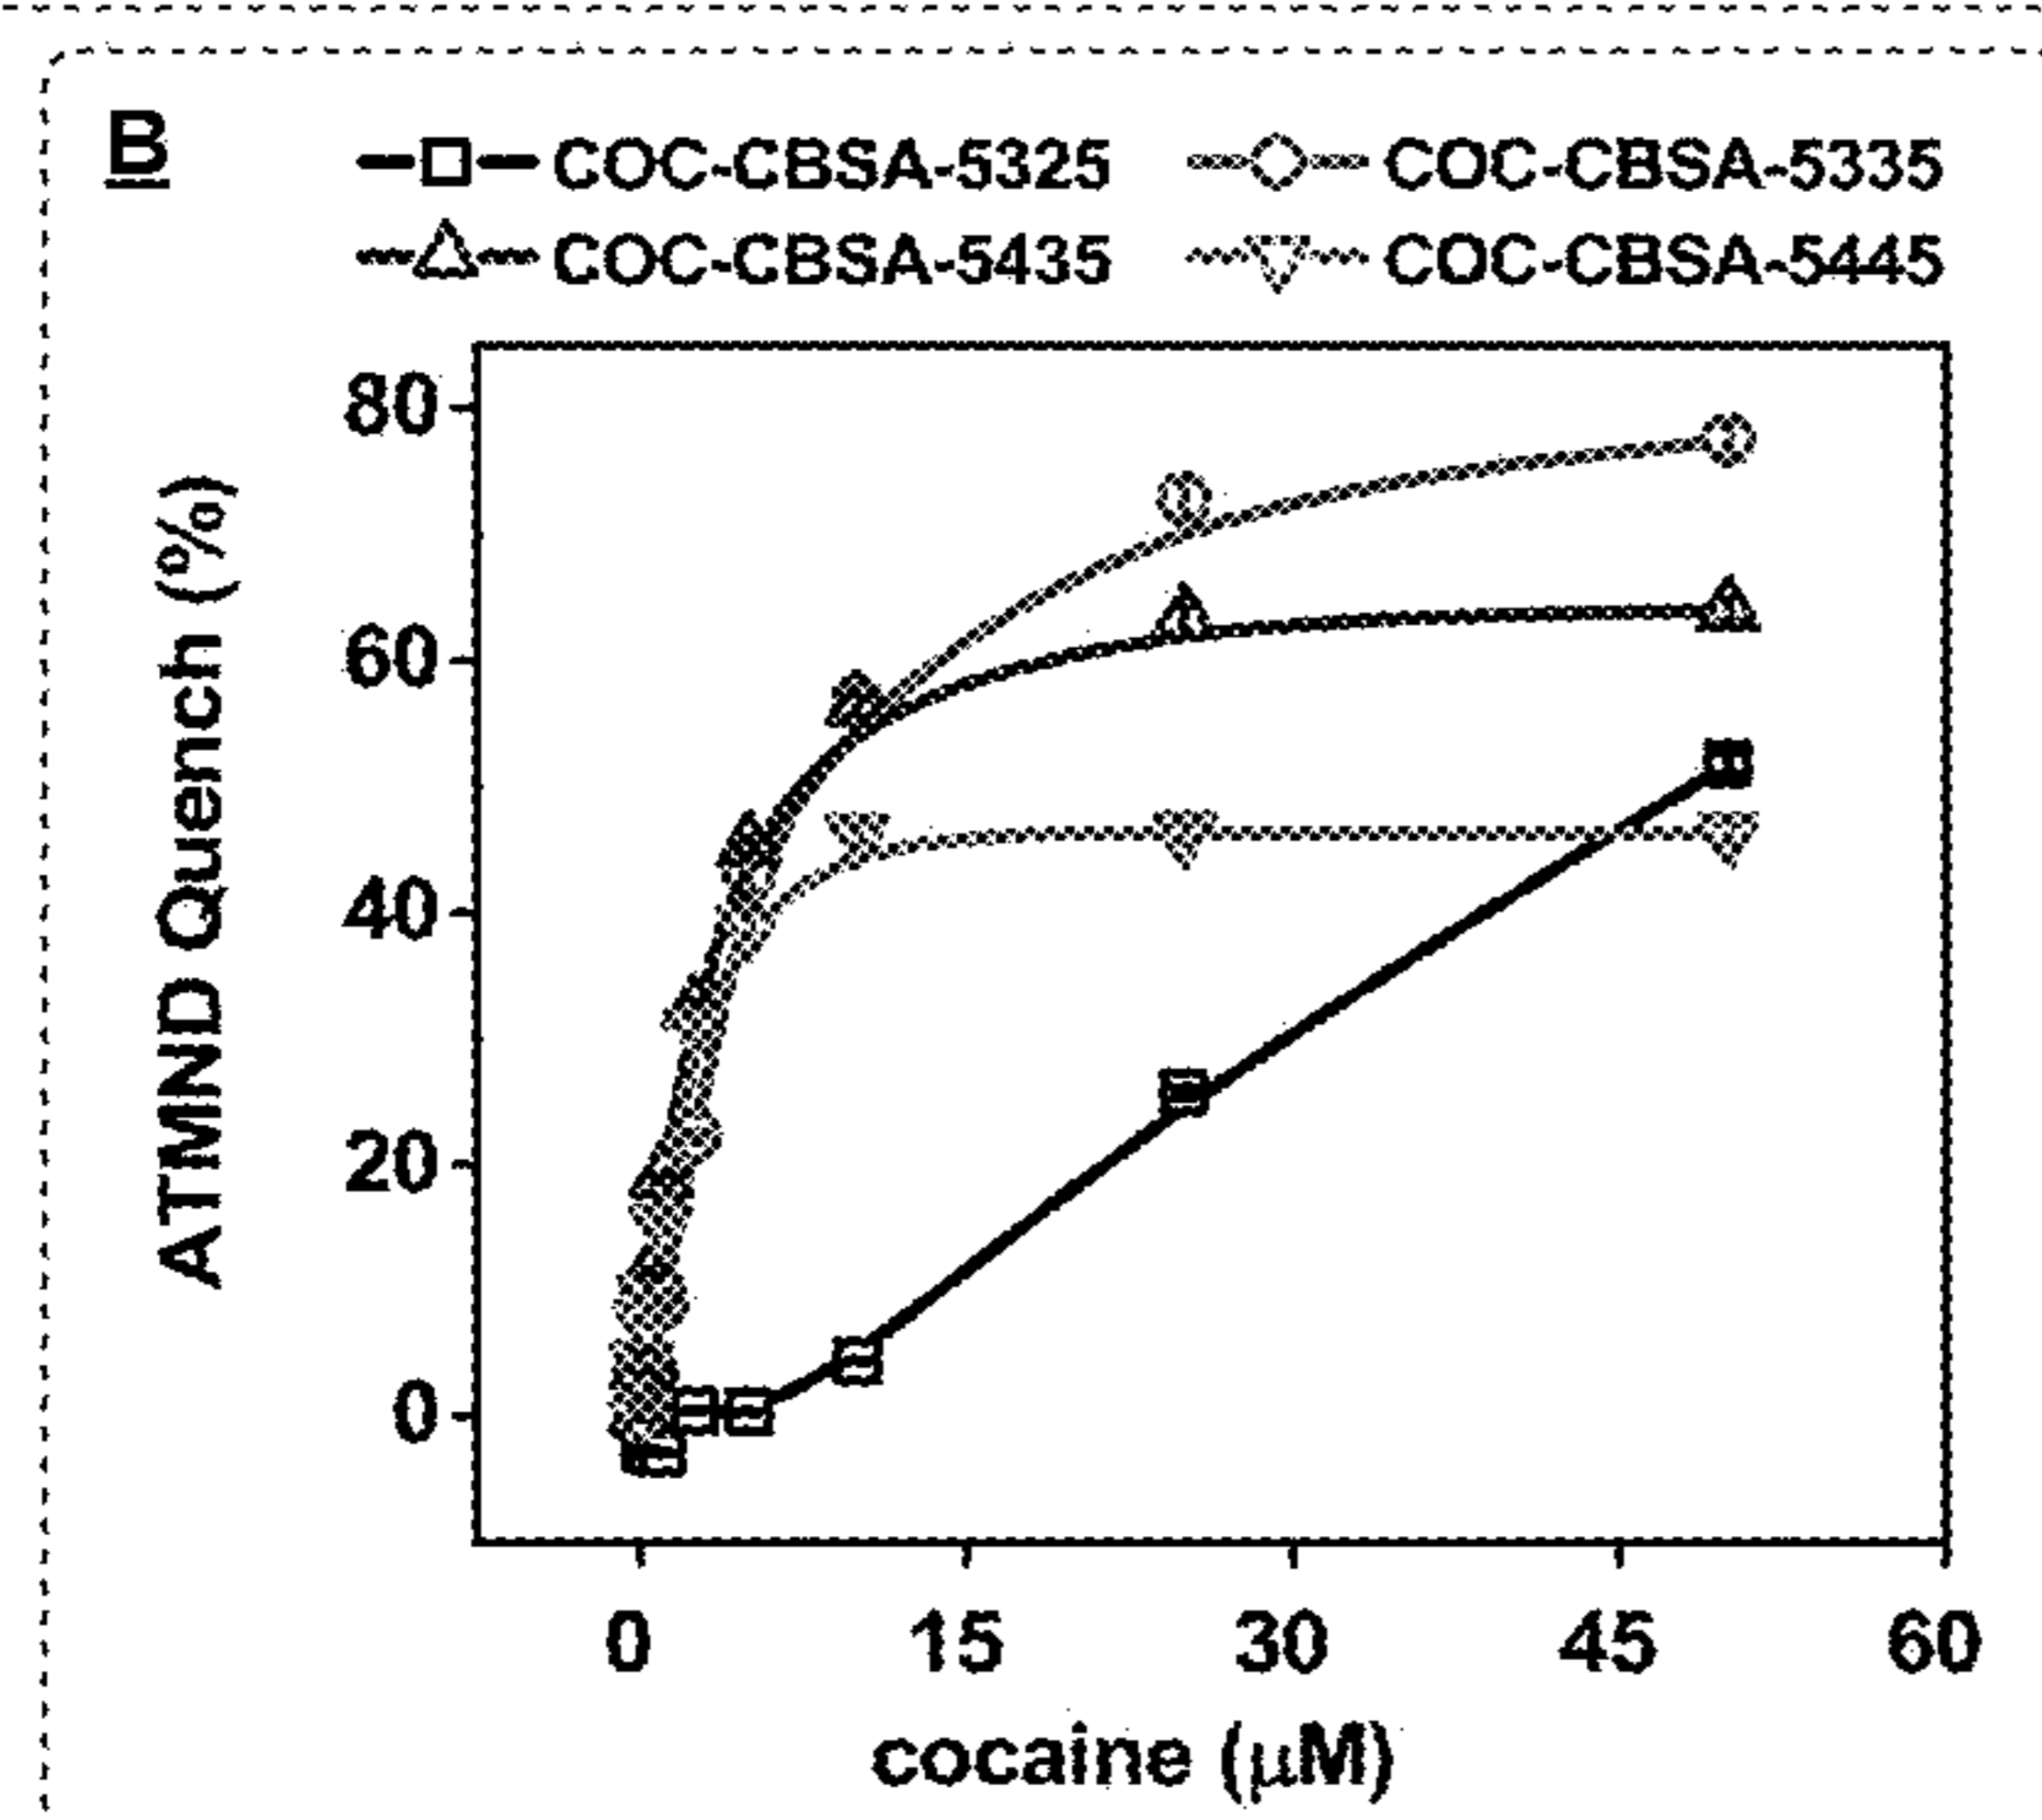 B
COC-CBSA-5325 COC-CBSA-5335
COC-CBSA-5435 COC-CBSA-5445
80
60
40
20
0
ATMND Quench (%)
0 15 30 45 60
cocaine (μM)